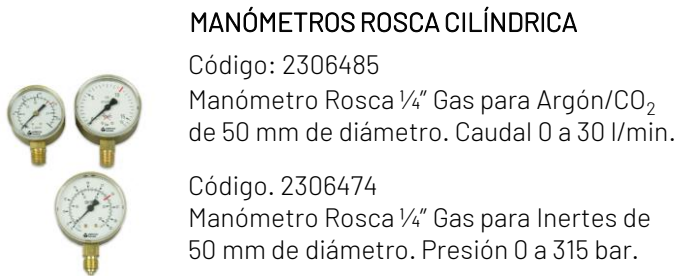 MANÓMETROS ROSCA CILÍNDRICA
Código: 2306485
Manómetro Rosca ¼” Gas para Argón/CO₂
de 50 mm de diámetro. Caudal 0 a 30 l/min.
Código. 2306474
Manómetro Rosca ¼” Gas para Inertes de
50 mm de diámetro. Presión 0 a 315 bar.